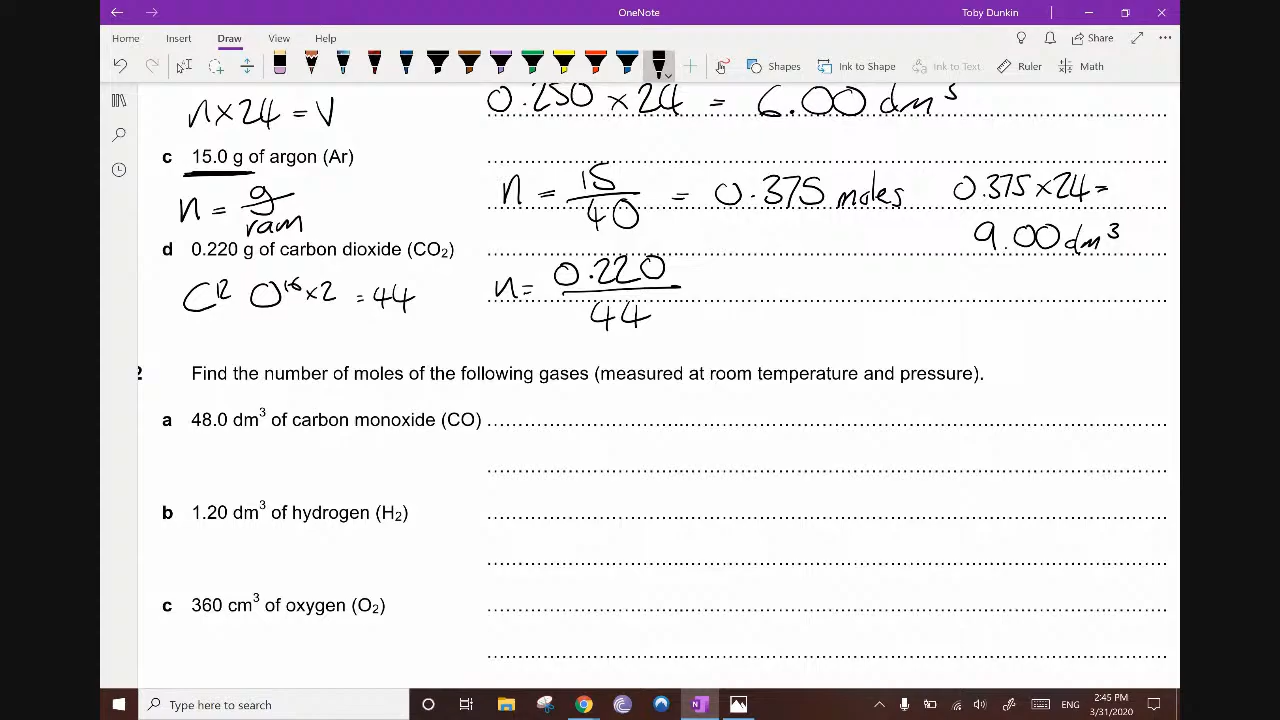 OneNote
Toby Dunkin
Home Insert Draw View Help
Share
Shapes Ink to Shape Ink to Text Ruler Math
n×24 = V
0.250 × 24 = 6.00 dm³
c 15.0 g of argon (Ar)
n = g/ram
n = 15/40 = 0.375 moles
0.375 × 24 =
9.00 dm³
d 0.220 g of carbon dioxide (CO₂)
C¹² O¹⁶ ×2 = 44
n = 0.220/44
2 Find the number of moles of the following gases (measured at room temperature and pressure).
a 48.0 dm³ of carbon monoxide (CO)
b 1.20 dm³ of hydrogen (H₂)
c 360 cm³ of oxygen (O₂)
Type here to search
ENG
2:45 PM
3/31/2020